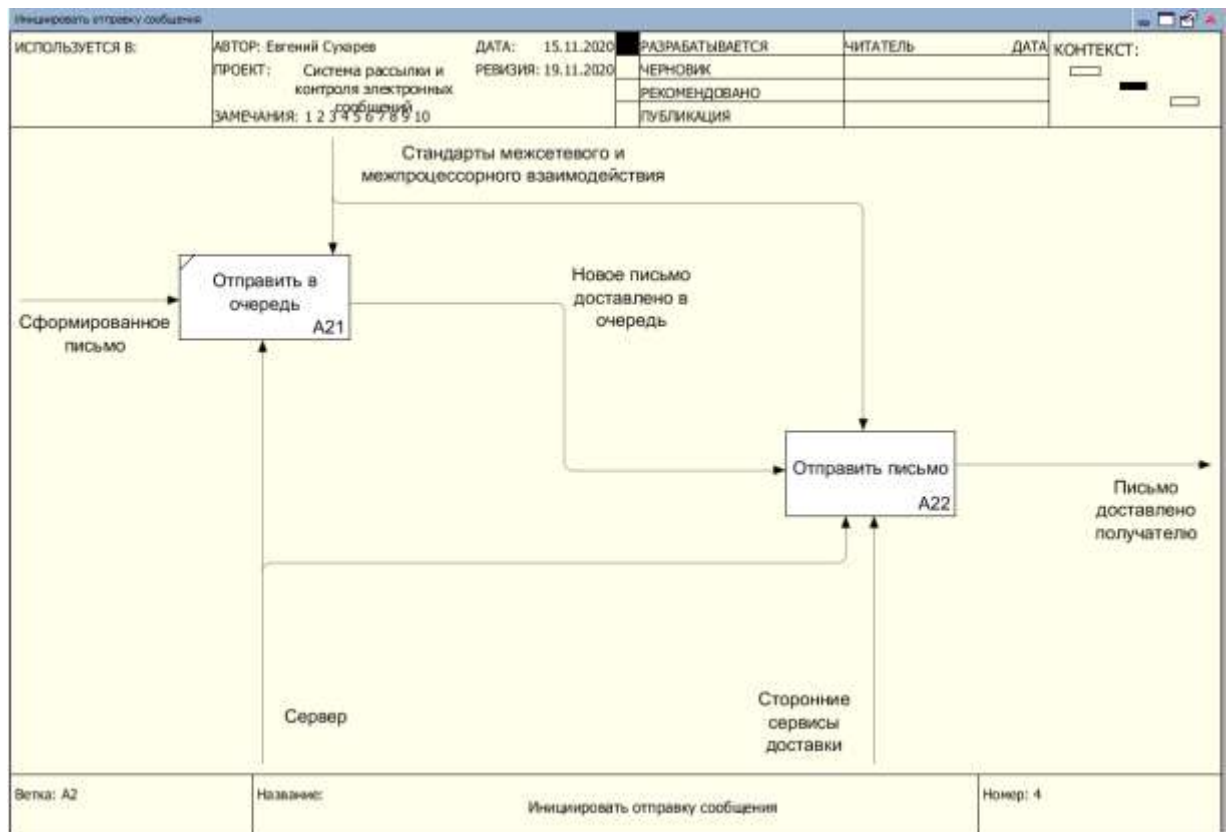 Инициировать отправку сообщения
ИСПОЛЬЗУЕТСЯ В:
АВТОР: Евгений Сухарев
ДАТА: 15.11.2020
ПРОЕКТ: Система рассылки и
контроля электронных
сообщений
РЕВИЗИЯ: 19.11.2020
ЗАМЕЧАНИЯ: 1 2 3 4 5 6 7 8 9 10
РАЗРАБАТЫВАЕТСЯ
ЧЕРНОВИК
РЕКОМЕНДОВАНО
ПУБЛИКАЦИЯ
ЧИТАТЕЛЬ
ДАТА
КОНТЕКСТ:
Стандарты межсетевого и
межпроцессорного взаимодействия
Отправить в
очередь
A21
Новое письмо
доставлено в
очередь
Сформированное
письмо
Отправить письмо
A22
Письмо
доставлено
получателю
Сервер
Сторонние
сервисы
доставки
Ветка: A2
Название:
Инициировать отправку сообщения
Номер: 4